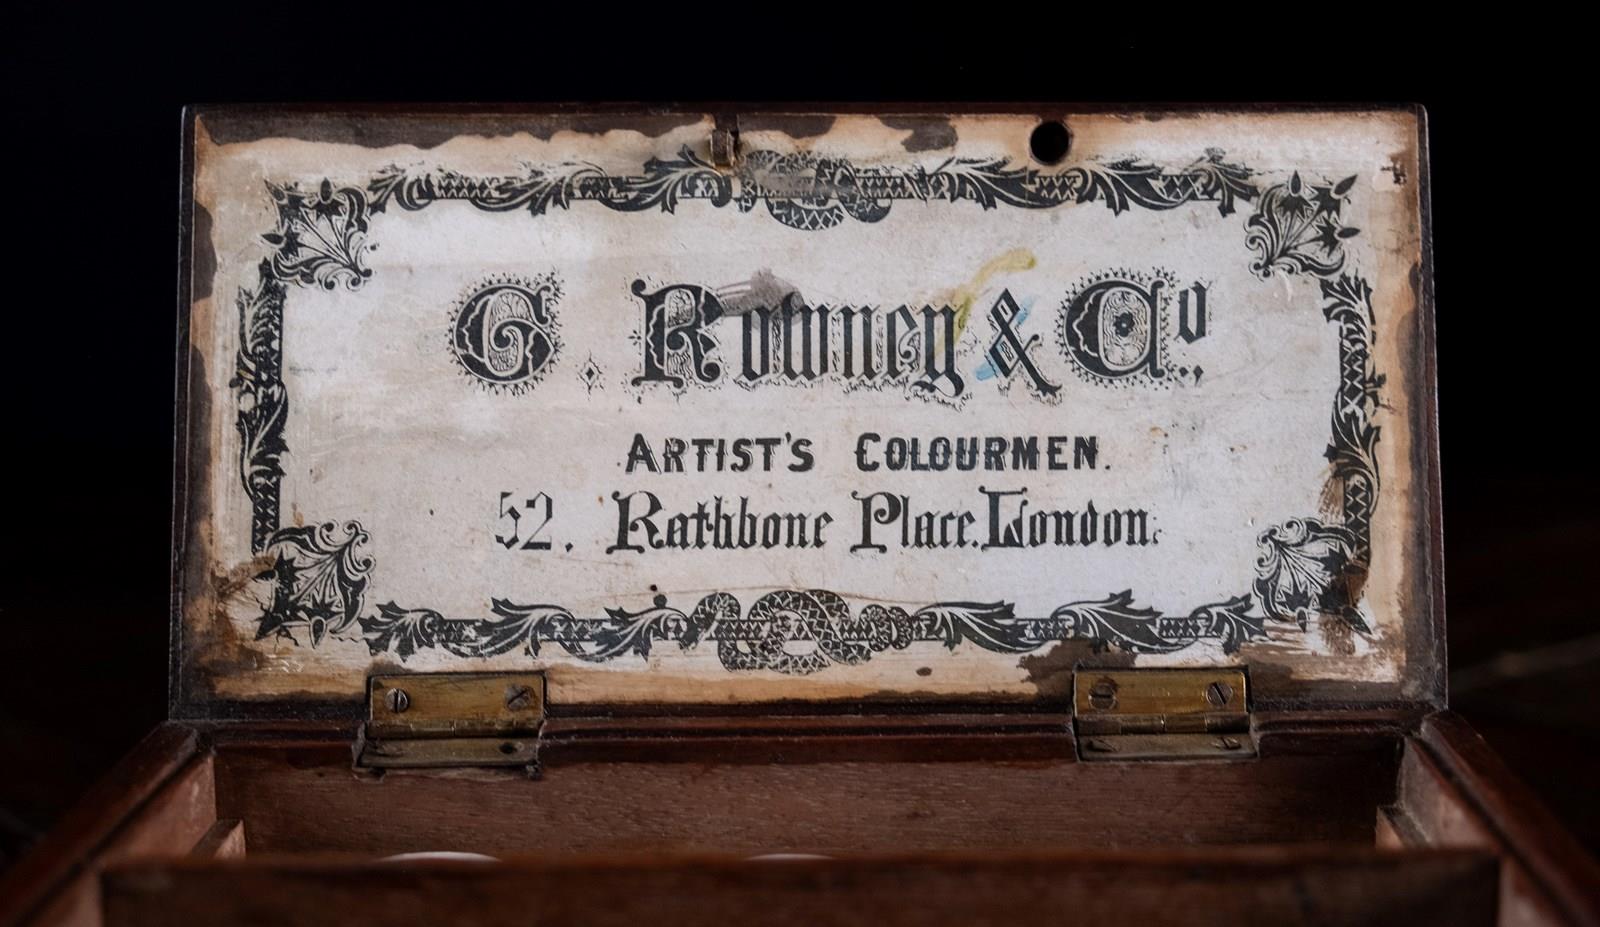 G. Rowney & Co.,
ARTIST'S COLOURMEN.
52. Rathbone Place. London.